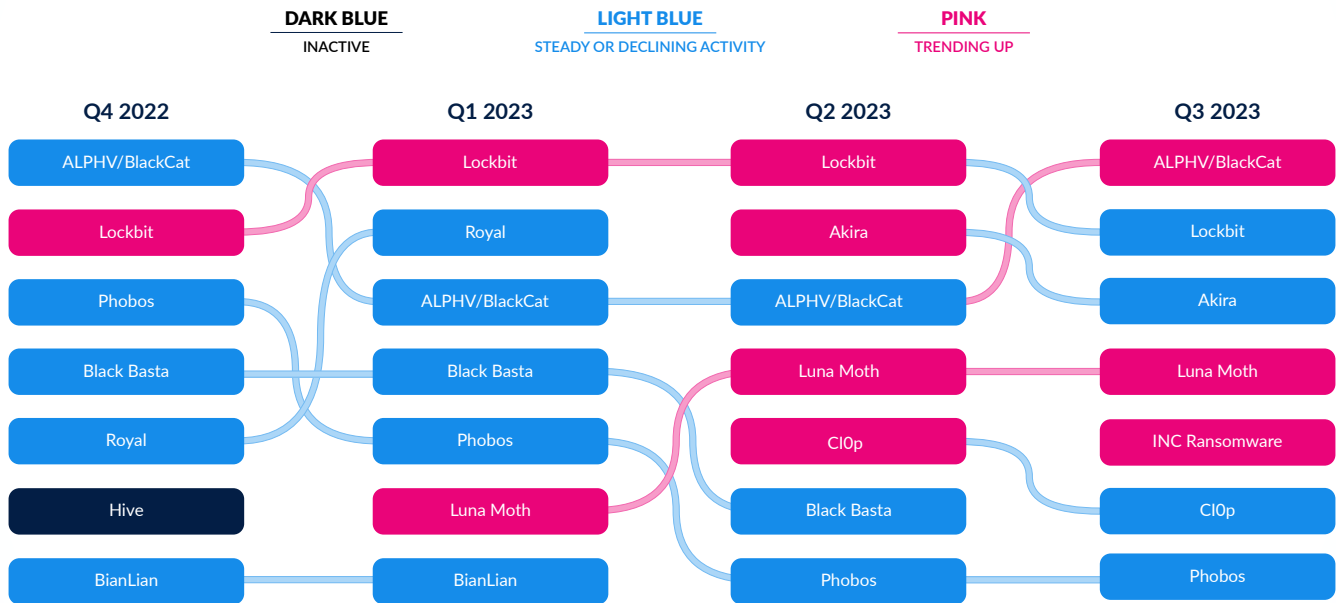 DARK BLUE
INACTIVE
LIGHT BLUE
STEADY OR DECLINING ACTIVITY
PINK
TRENDING UP
Q4 2022
ALPHV/BlackCat
Lockbit
Phobos
Black Basta
Royal
Hive
BianLian
Q1 2023
Lockbit
Royal
ALPHV/BlackCat
Black Basta
Phobos
Luna Moth
BianLian
Q2 2023
Lockbit
Akira
ALPHV/BlackCat
Luna Moth
Cl0p
Black Basta
Phobos
Q3 2023
ALPHV/BlackCat
Lockbit
Akira
Luna Moth
INC Ransomware
Cl0p
Phobos